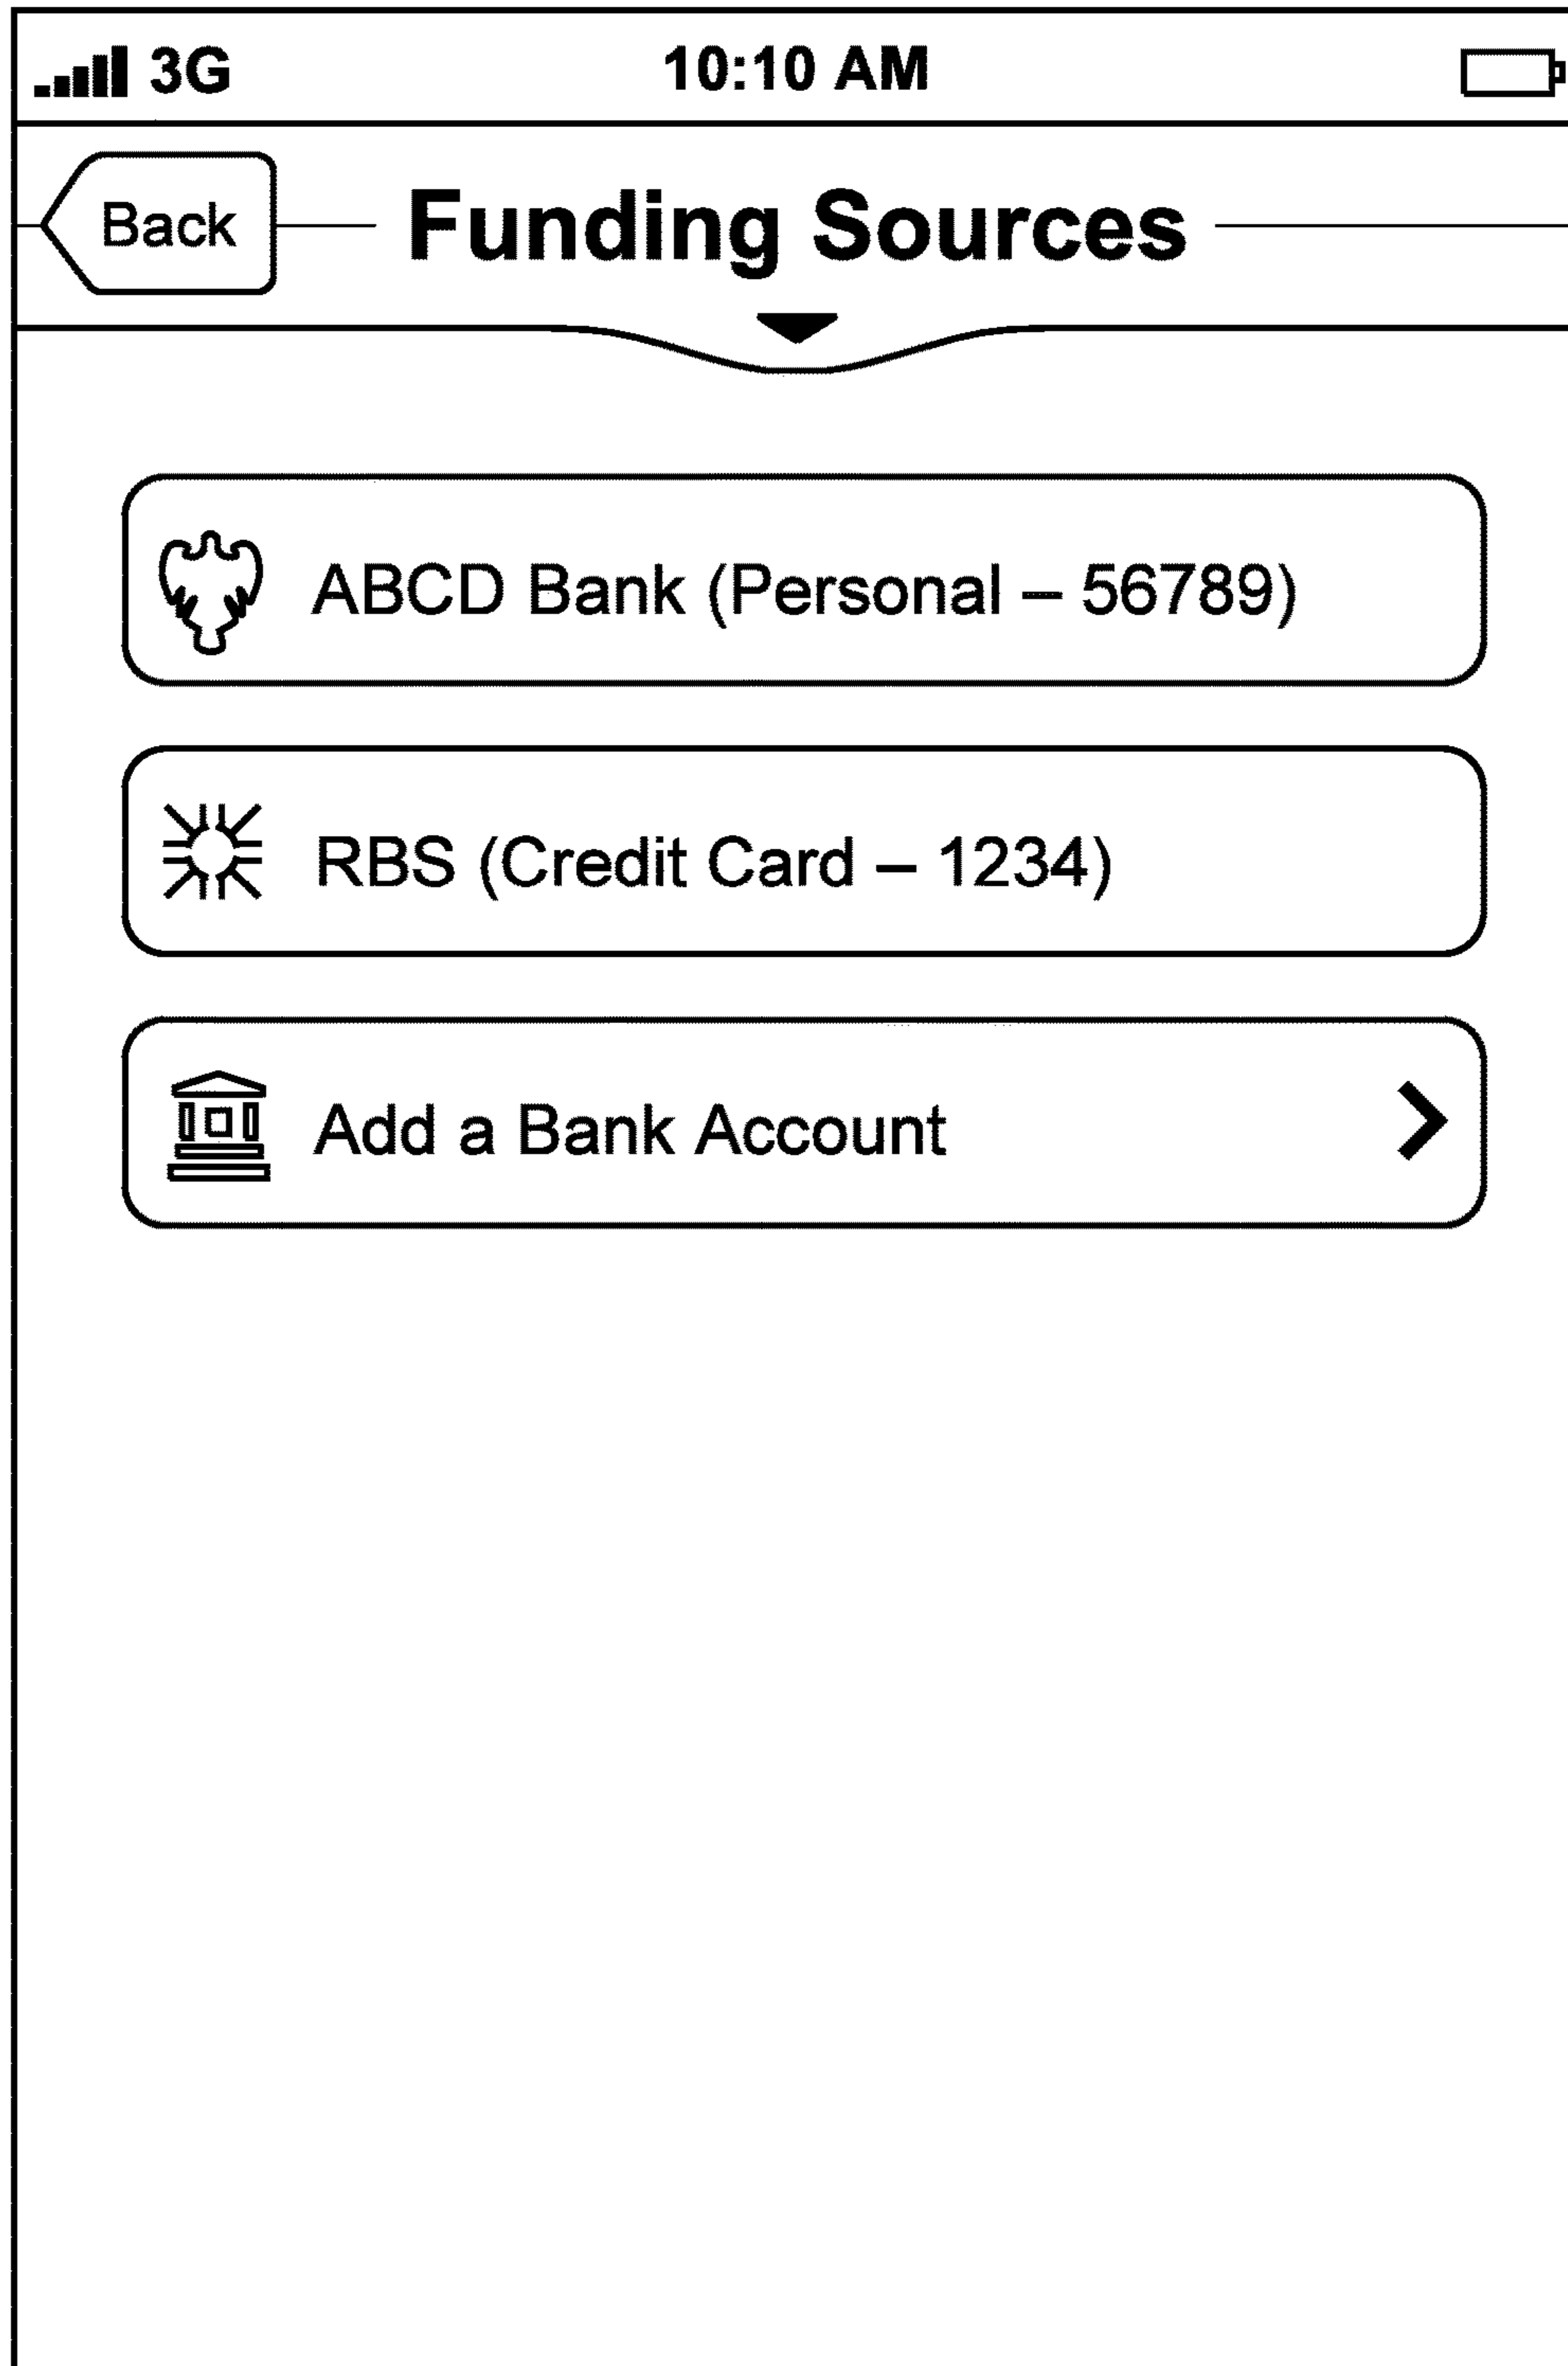 3G 10:10 AM
Back Funding Sources
ABCD Bank (Personal – 56789)
RBS (Credit Card – 1234)
Add a Bank Account